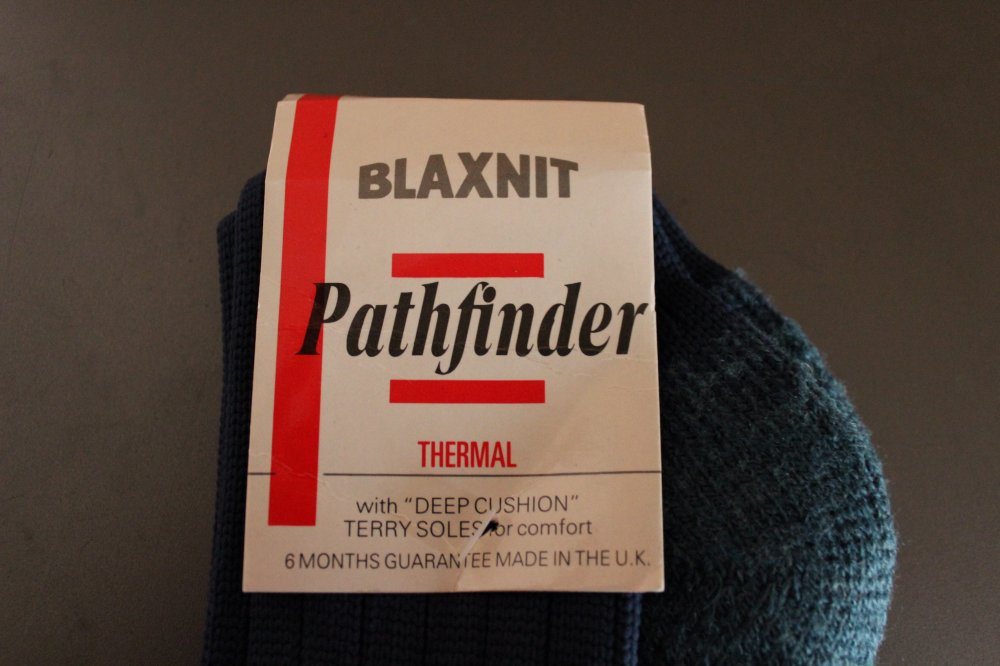 BLAXNIT
Pathfinder
THERMAL
with "DEEP CUSHION"
TERRY SOLES for comfort
6 MONTHS GUARANTEE MADE IN THE U.K.